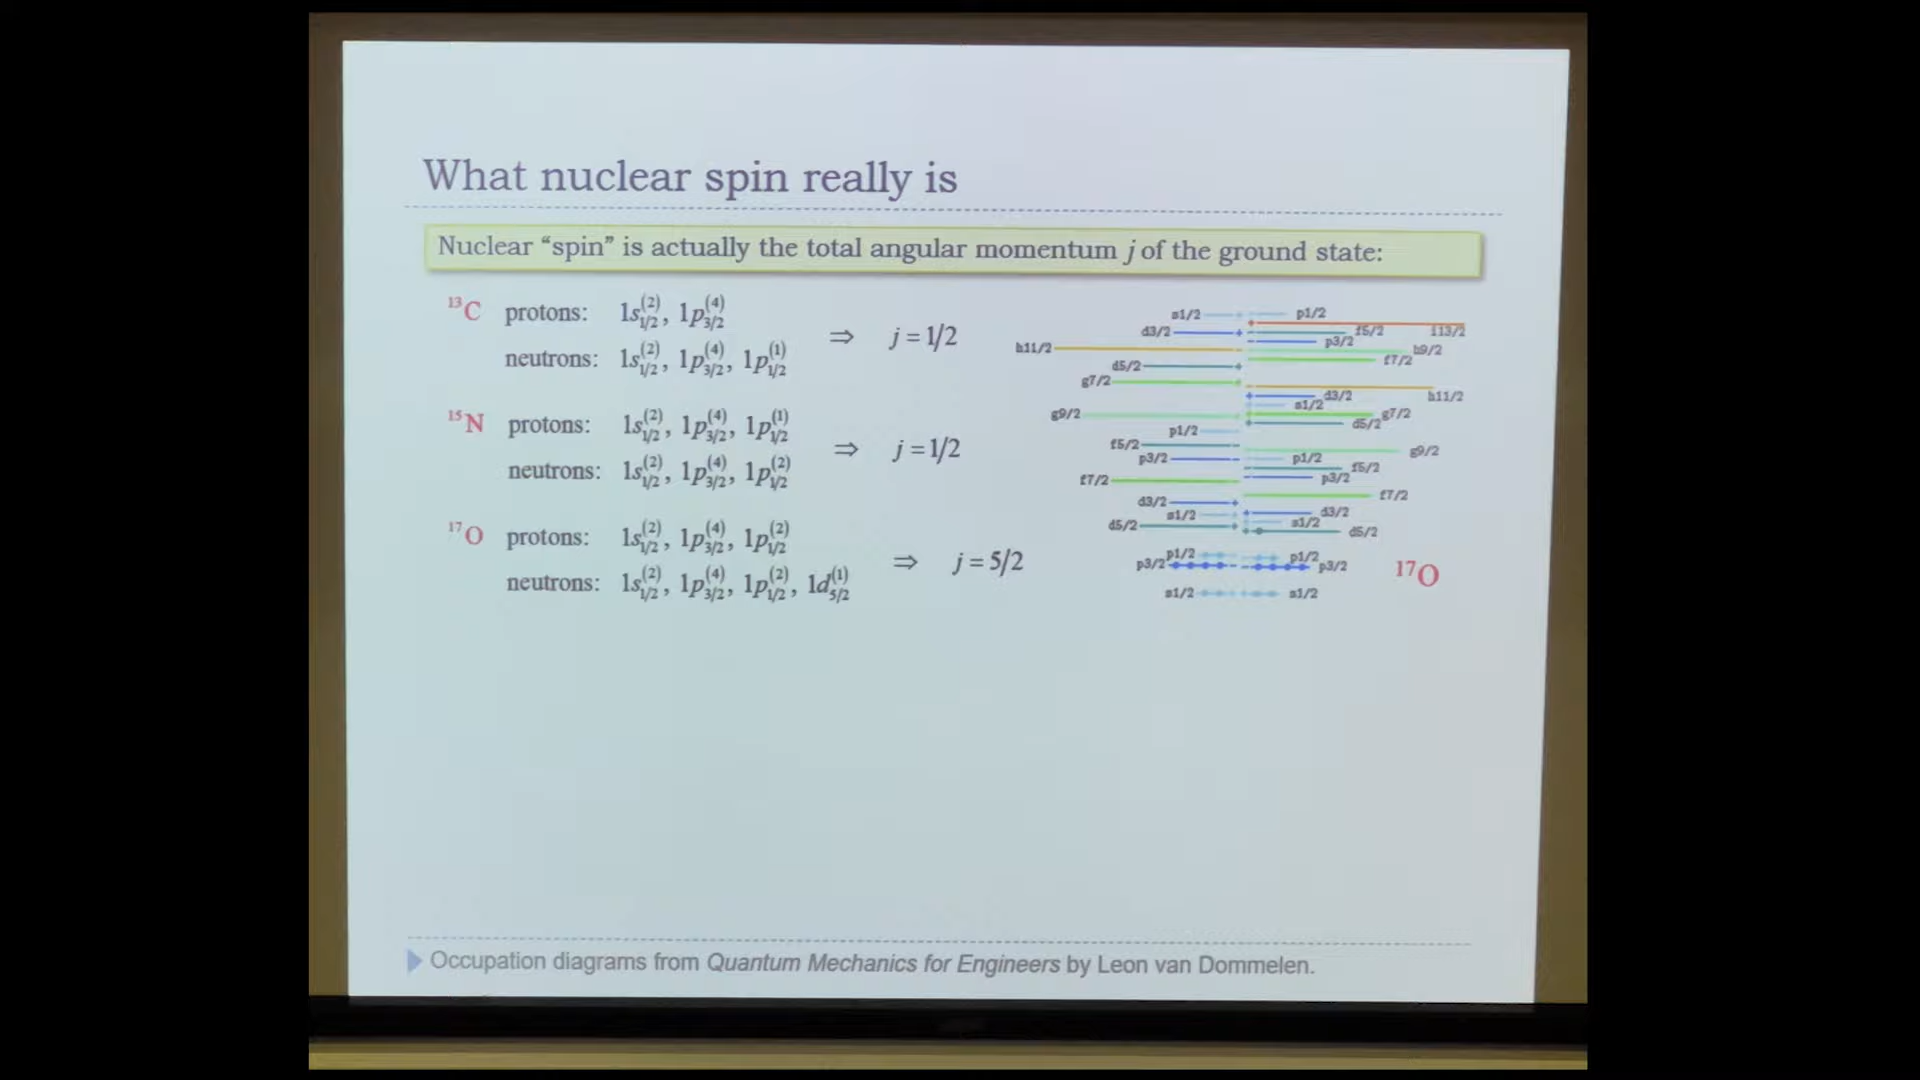 What nuclear spin really is
Nuclear “spin” is actually the total angular momentum j of the ground state:
¹³C protons: 1s₁/₂⁽²⁾, 1p₃/₂⁽⁴⁾
neutrons: 1s₁/₂⁽²⁾, 1p₃/₂⁽⁴⁾, 1p₁/₂⁽¹⁾
⇒ j = 1/2
¹⁵N protons: 1s₁/₂⁽²⁾, 1p₃/₂⁽⁴⁾, 1p₁/₂⁽¹⁾
neutrons: 1s₁/₂⁽²⁾, 1p₃/₂⁽⁴⁾, 1p₁/₂⁽²⁾
⇒ j = 1/2
¹⁷O protons: 1s₁/₂⁽²⁾, 1p₃/₂⁽⁴⁾, 1p₁/₂⁽²⁾
neutrons: 1s₁/₂⁽²⁾, 1p₃/₂⁽⁴⁾, 1p₁/₂⁽²⁾, 1d₅/₂⁽¹⁾
⇒ j = 5/2
s1/2 p1/2
d3/2 f5/2 i13/2
p3/2
h11/2 h9/2
f7/2
d5/2
g7/2
d3/2 h11/2
s1/2
g9/2 g7/2
d5/2
p1/2
f5/2 g9/2
p3/2 p1/2
f5/2
f7/2 p3/2
f7/2
d3/2 d3/2
s1/2 s1/2
d5/2 d5/2
p1/2 p1/2
p3/2 p3/2
¹⁷O
s1/2 s1/2
Occupation diagrams from Quantum Mechanics for Engineers by Leon van Dommelen.